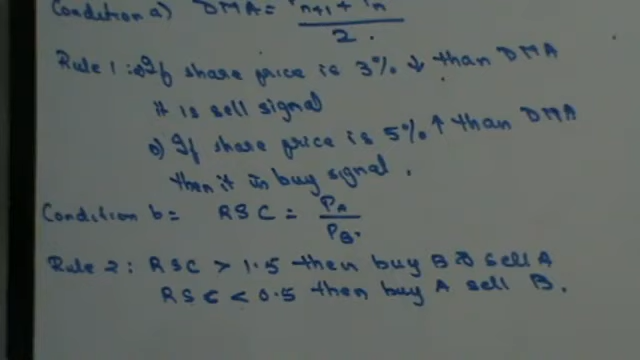 Condition a) DMA = Pn+1 + Pn
2.
Rule 1: o) If share price is 3% ↓ than DMA
it is sell signal
o) If share price is 5% ↑ than DMA
then it is buy signal.
Condition b = RSC = PA
PB.
Rule 2: RSC > 1.5 then buy B & sell A
RSC < 0.5 then buy A sell B.